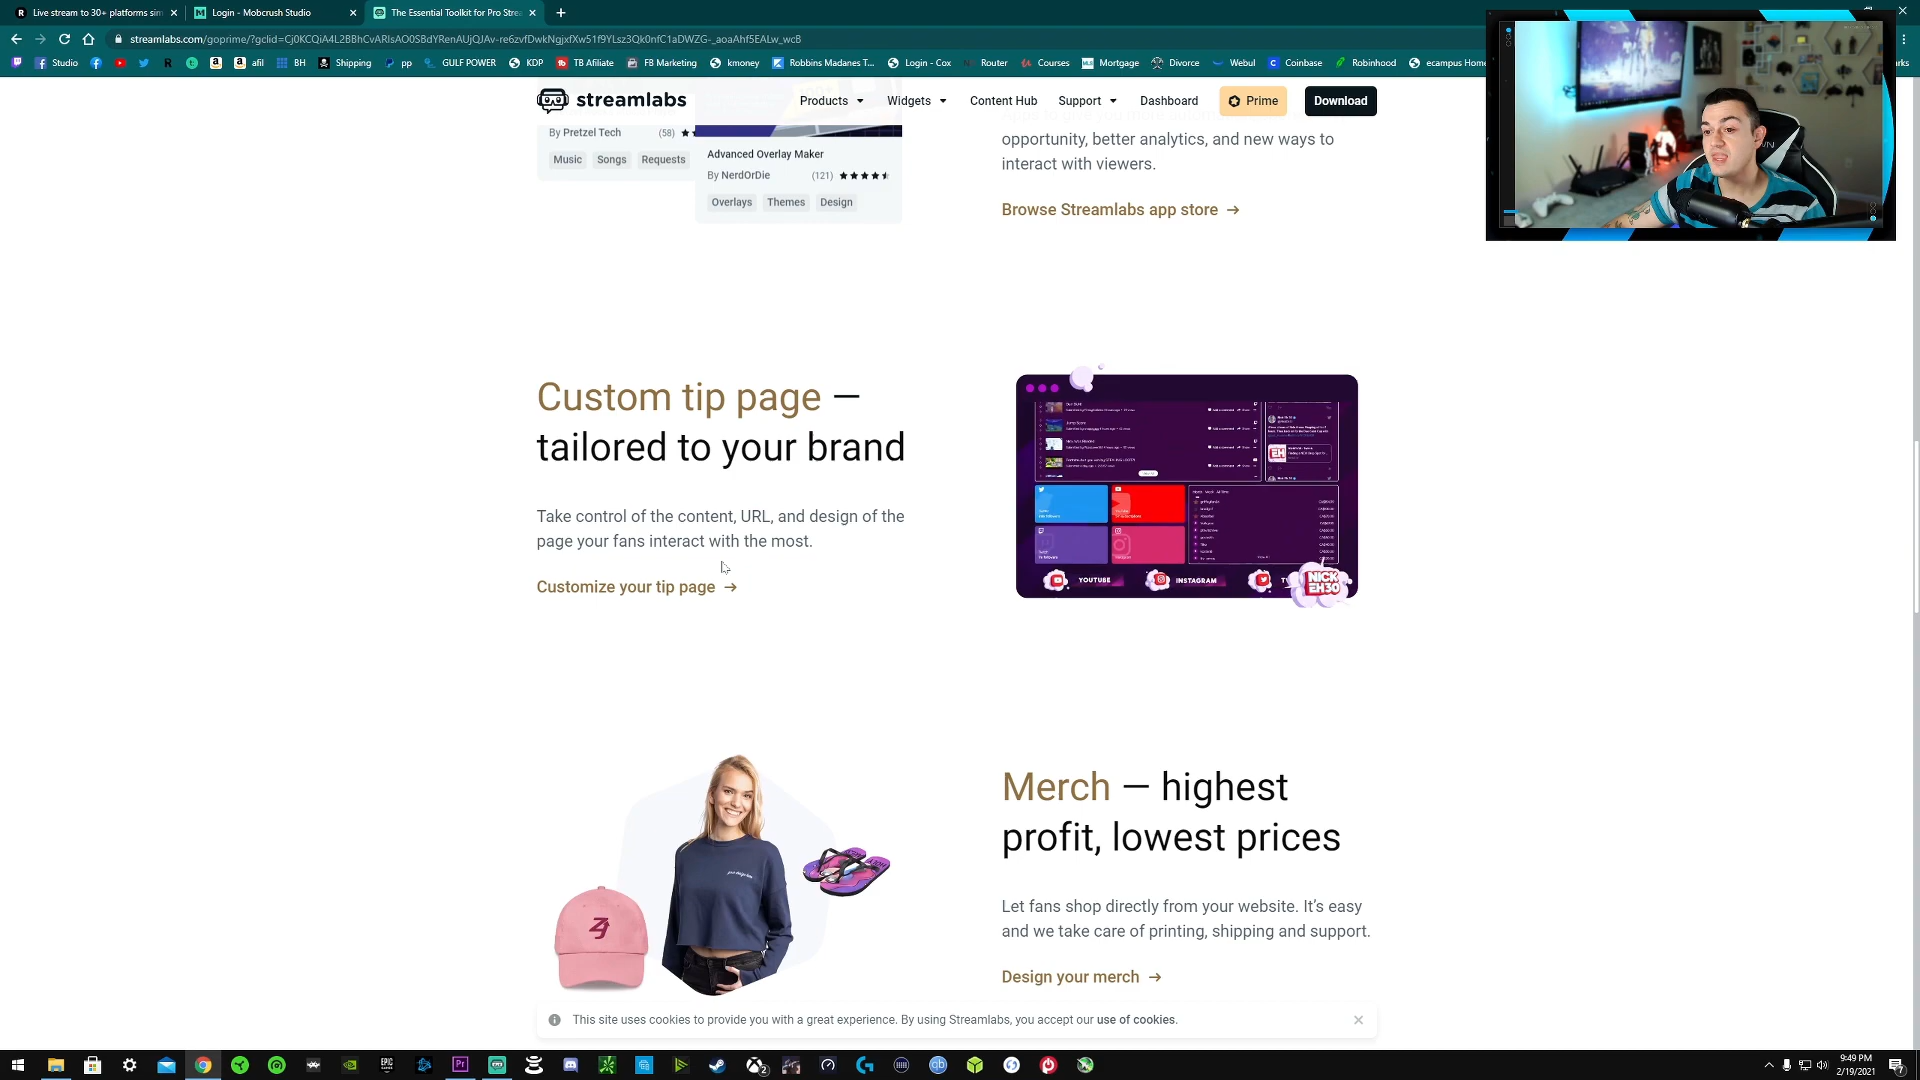 Live stream to 30+ platforms sim
Login - Mobcrush Studio
The Essential Toolkit for Pro Strea
streamlabs.com/goprime/?gclid=Cj0KCQiA4L2BBhCvARIsAO0SBdYRenAUjQJAv-re6zvfDwkNgjxfXw51f9YLsz3Qk0nfC1aDWZG-_aoaAhf5EALw_wcB
Studio
afil
BH
Shipping
pp
GULF POWER
KDP
TB Afiliate
FB Marketing
kmoney
Robbins Madanes T...
Login - Cox
Router
Courses
Mortgage
Divorce
Webul
Coinbase
Robinhood
ecampus Home
streamlabs
Products
Widgets
Content Hub
Support
Dashboard
Prime
Download
By Pretzel Tech
(58)
Music
Songs
Requests
Advanced Overlay Maker
By NerdOrDie
(121)
Overlays
Themes
Design
opportunity, better analytics, and new ways to
interact with viewers.
Browse Streamlabs app store →
Custom tip page —
tailored to your brand
Take control of the content, URL, and design of the
page your fans interact with the most.
Customize your tip page →
YOUTUBE
INSTAGRAM
NICK
EH30
Merch — highest
profit, lowest prices
Let fans shop directly from your website. It's easy
and we take care of printing, shipping and support.
Design your merch →
This site uses cookies to provide you with a great experience. By using Streamlabs, you accept our use of cookies.
9:49 PM
2/19/2021